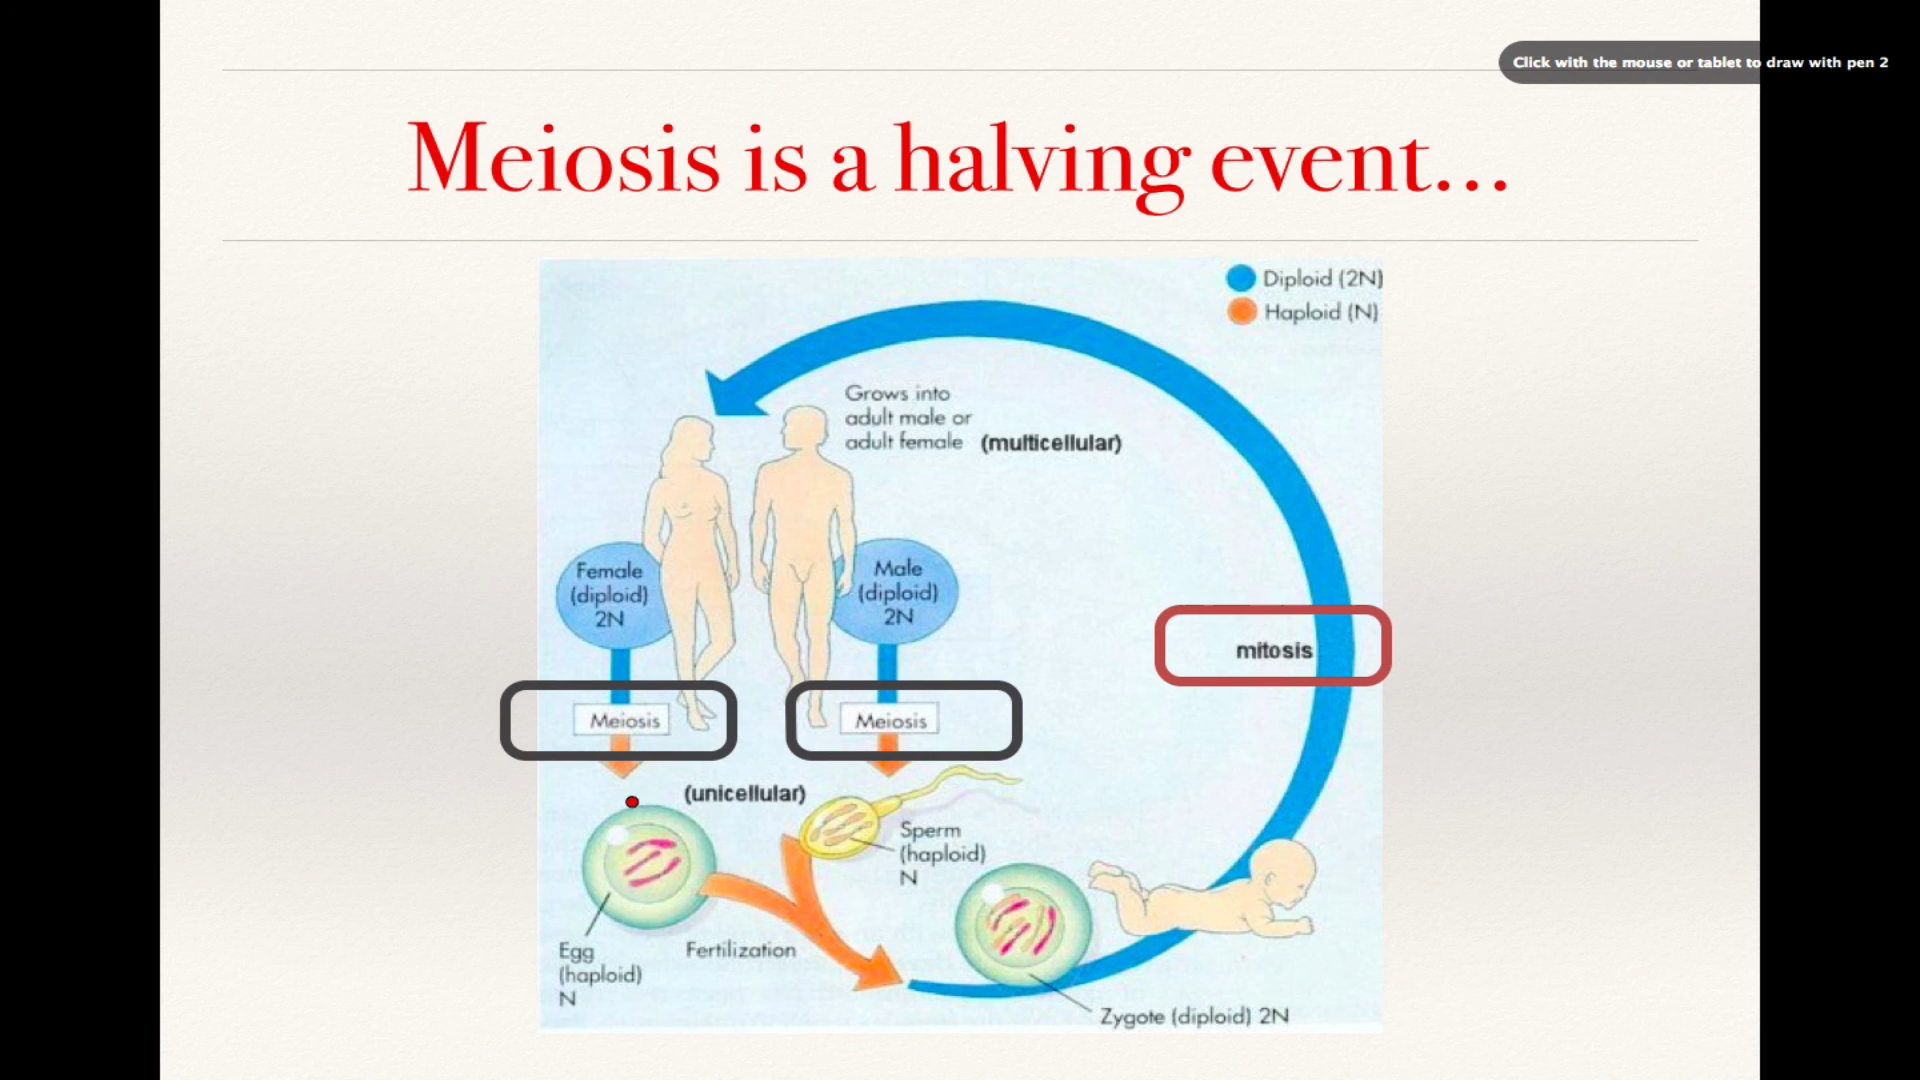 Click with the mouse or tablet to draw with pen 2
Meiosis is a halving event...
Diploid (2N)
Haploid (N)
Grows into
adult male or
adult female (multicellular)
Female
(diploid)
2N
Male
(diploid)
2N
mitosis
Meiosis
Meiosis
(unicellular)
Sperm
(haploid)
N
Egg
(haploid)
N
Fertilization
Zygote (diploid) 2N